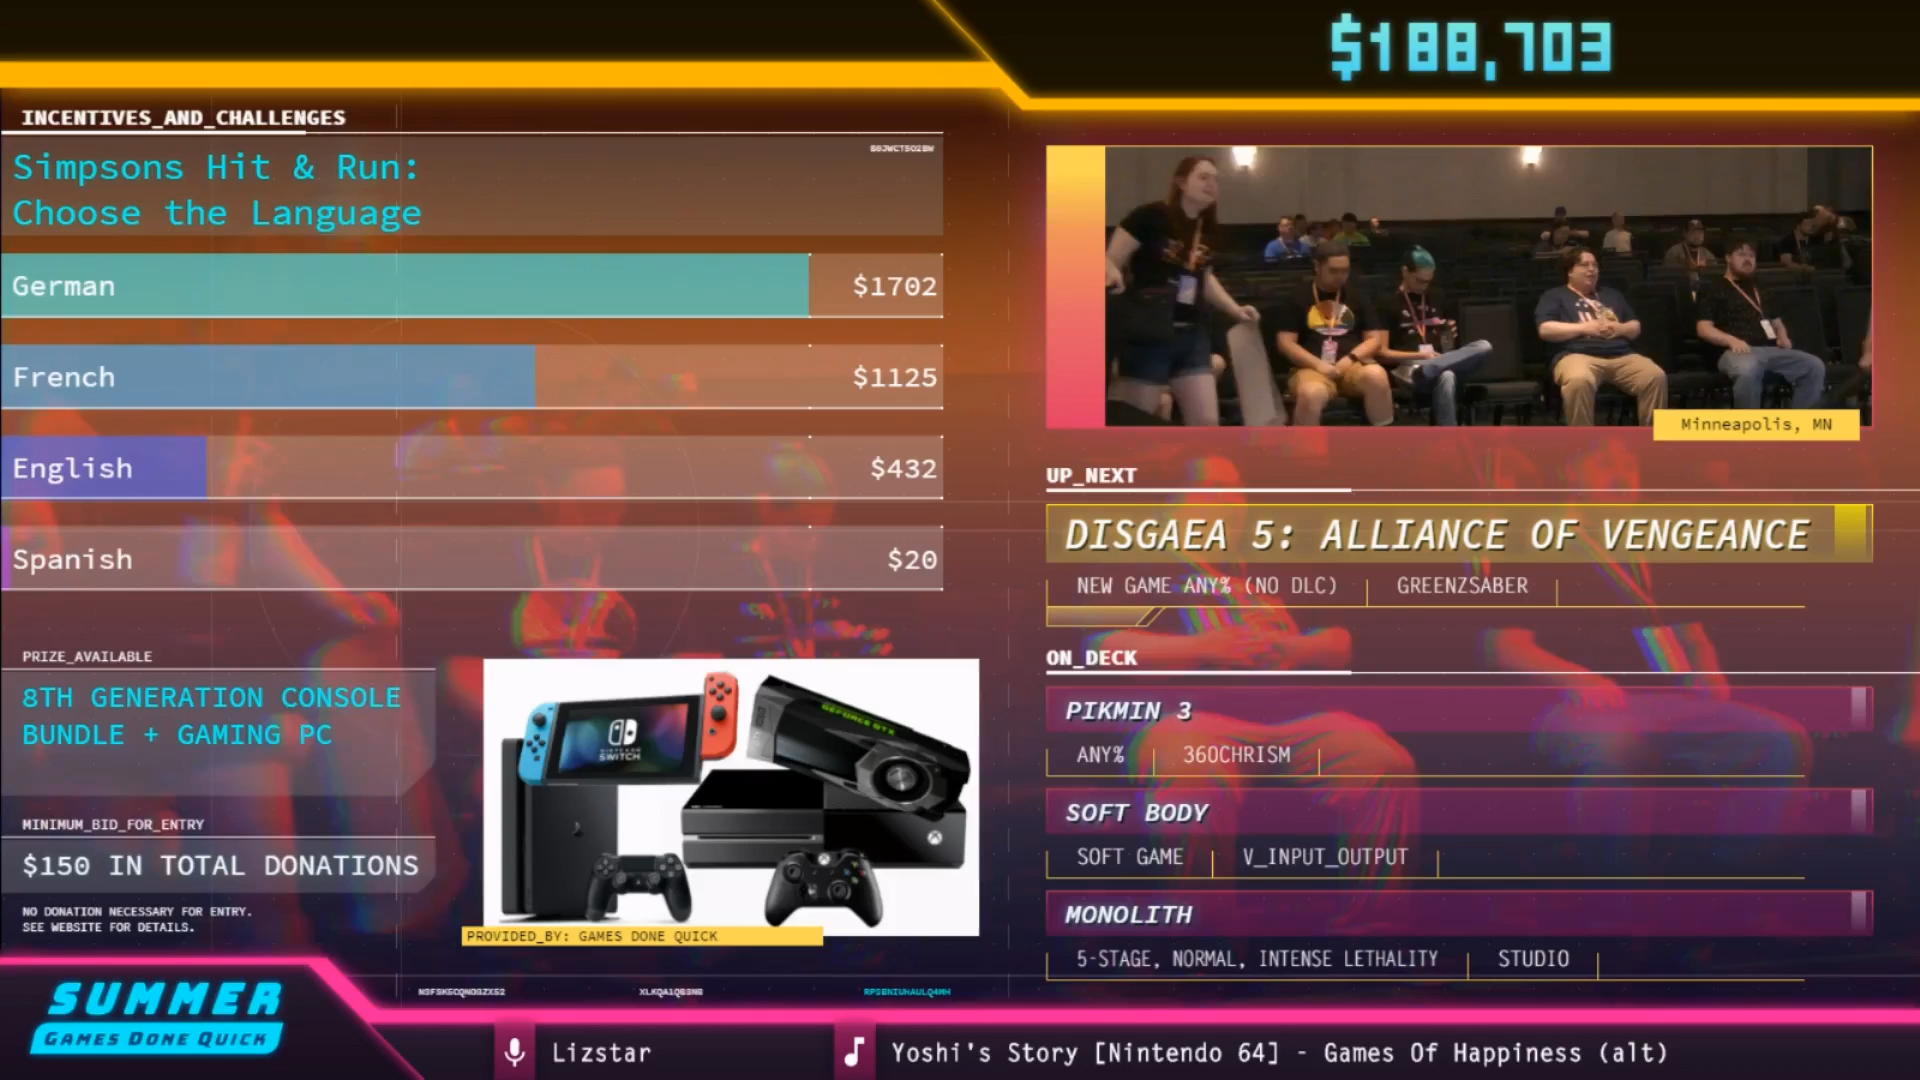 $188,703
INCENTIVES_AND_CHALLENGES
Simpsons Hit & Run:
Choose the Language
German $1702
French $1125
English $432
Spanish $20
Minneapolis, MN
UP_NEXT
DISGAEA 5: ALLIANCE OF VENGEANCE
NEW GAME ANY% (NO DLC) GREENZSABER
ON_DECK
PIKMIN 3
ANY% 360CHRISM
SOFT BODY
SOFT GAME V_INPUT_OUTPUT
MONOLITH
5-STAGE, NORMAL, INTENSE LETHALITY STUDIO
PRIZE_AVAILABLE
8TH GENERATION CONSOLE
BUNDLE + GAMING PC
MINIMUM_BID_FOR_ENTRY
$150 IN TOTAL DONATIONS
NO DONATION NECESSARY FOR ENTRY.
SEE WEBSITE FOR DETAILS.
NINTENDO
SWITCH
GEFORCE GTX
PROVIDED_BY: GAMES DONE QUICK
SUMMER
GAMES DONE QUICK
Lizstar
Yoshi's Story [Nintendo 64] - Games Of Happiness (alt)